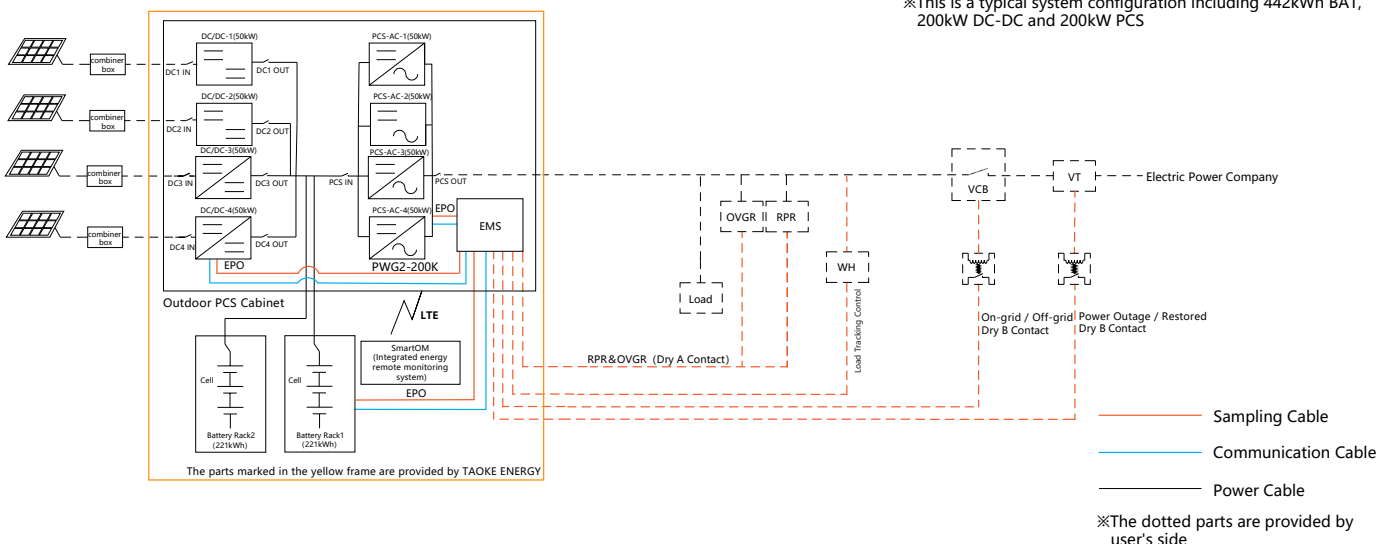 ※This is a typical system configuration including 442kWh BAT,
200kW DC-DC and 200kW PCS
DC/DC-1(50kW)
PCS-AC-1(50kW)
combiner
box
DC1 IN
DC1 OUT
DC/DC-2(50kW)
PCS-AC-2(50kW)
combiner
box
DC2 IN
DC2 OUT
DC/DC-3(50kW)
PCS-AC-3(50kW)
combiner
box
DC3 IN
DC3 OUT
PCS IN
PCS OUT
VCB
VT
Electric Power Company
DC/DC-4(50kW)
PCS-AC-4(50kW)
EPO
combiner
box
DC4 IN
DC4 OUT
EMS
OVGR
RPR
EPO
PWG2-200K
WH
Load
Outdoor PCS Cabinet
LTE
Load Tracking Control
On-grid / Off-grid
Dry B Contact
Power Outage / Restored
Dry B Contact
SmartOM
(Integrated energy
remote monitoring
system)
RPR&OVGR (Dry A Contact)
Cell
Cell
EPO
Battery Rack2
(221kWh)
Battery Rack1
(221kWh)
The parts marked in the yellow frame are provided by TAOKE ENERGY
Sampling Cable
Communication Cable
Power Cable
※The dotted parts are provided by
user's side